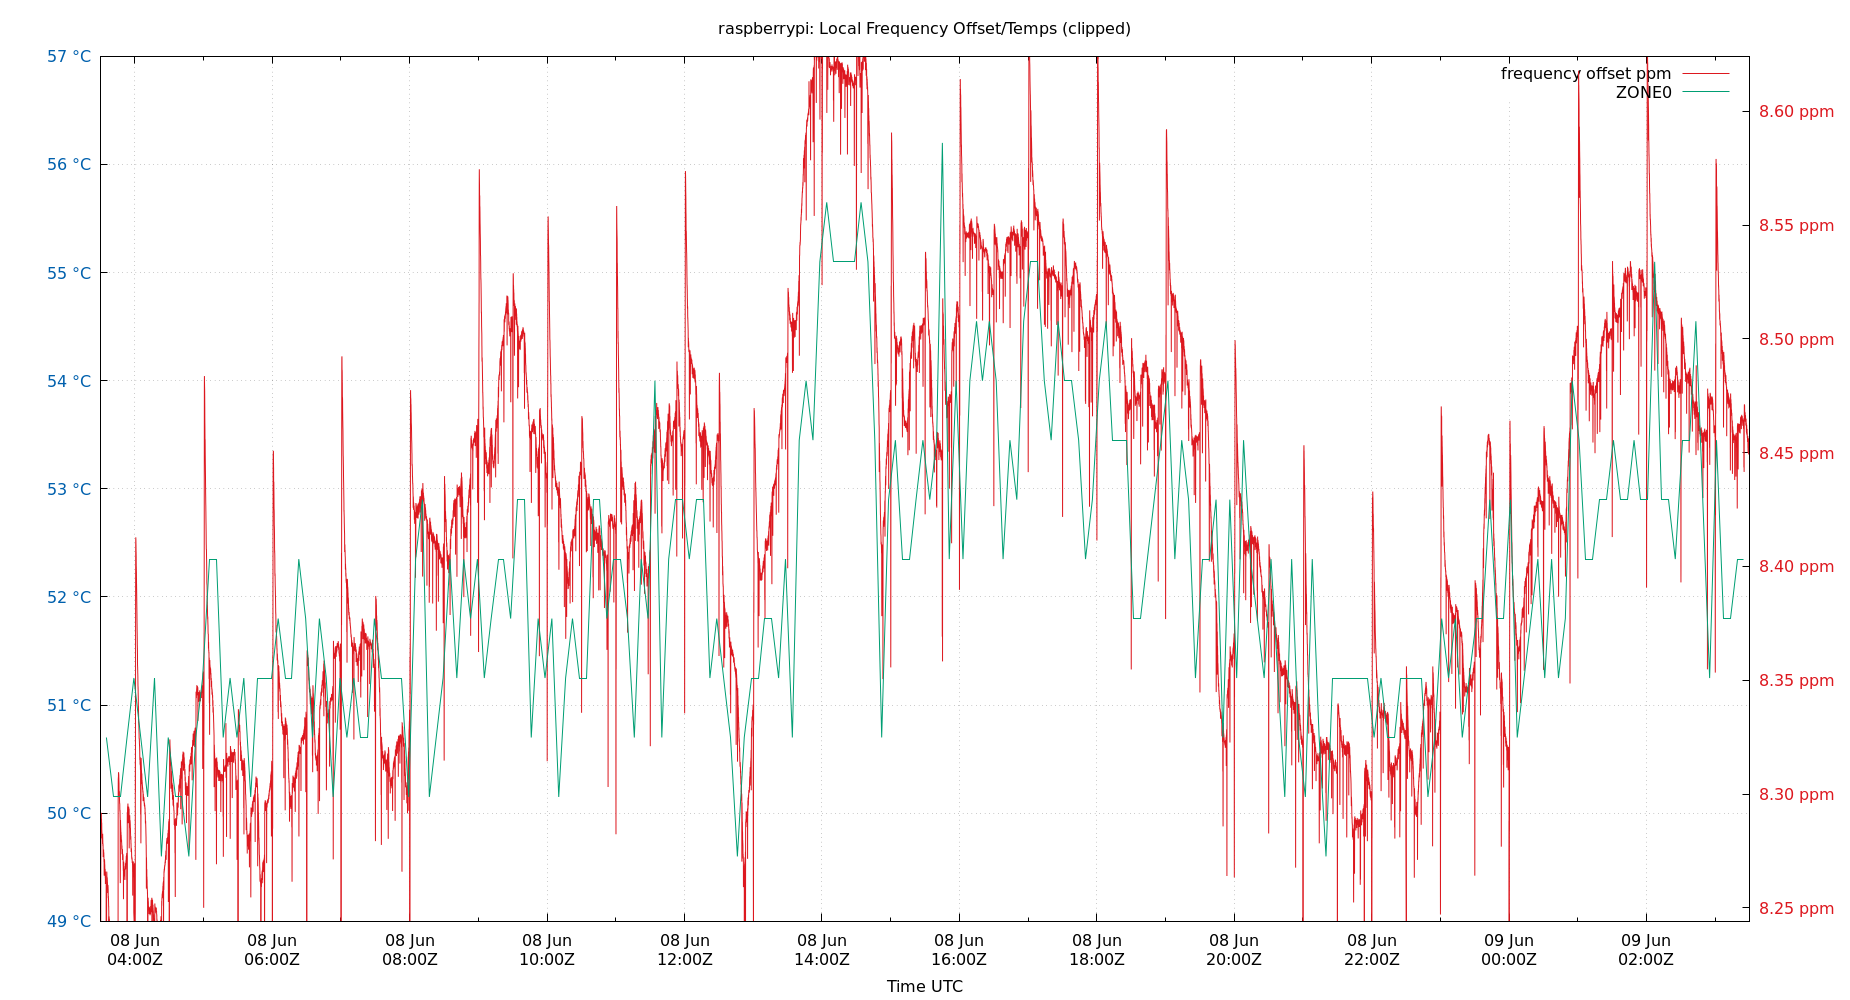 raspberrypi: Local Frequency Offset/Temps (clipped)
57 °C
56 °C
55 °C
54 °C
53 °C
52 °C
51 °C
50 °C
49 °C
frequency offset ppm
ZONE0
8.60 ppm
8.55 ppm
8.50 ppm
8.45 ppm
8.40 ppm
8.35 ppm
8.30 ppm
8.25 ppm
08 Jun 08 Jun 08 Jun 08 Jun 08 Jun 08 Jun 08 Jun 08 Jun 08 Jun 08 Jun 09 Jun 09 Jun
04:00Z 06:00Z 08:00Z 10:00Z 12:00Z 14:00Z 16:00Z 18:00Z 20:00Z 22:00Z 00:00Z 02:00Z
Time UTC